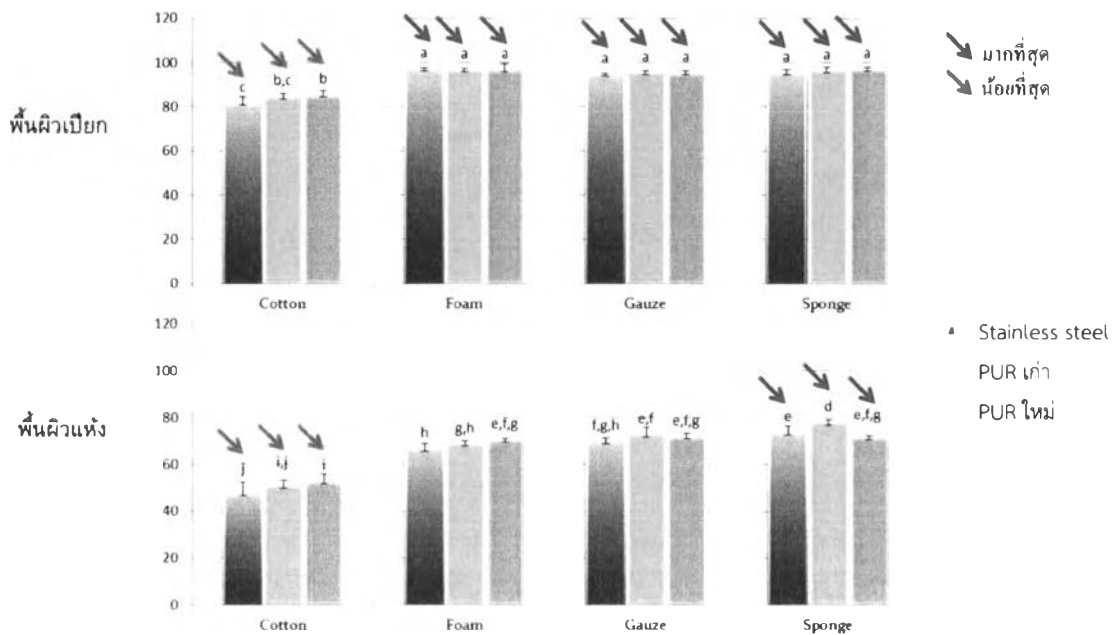 120
100
80
60
40
20
0
c b,c b
a a a
a a a
a a a
Cotton Foam Gauze Sponge
พื้นผิวเปียก
มากที่สุด
น้อยที่สุด
120
100
80
60
40
20
0
j i,j i
h g,h e,f,g
f,g,h e,f e,f,g
e d e,f,g
Cotton Foam Gauze Sponge
พื้นผิวแห้ง
Stainless steel
PUR เก่า
PUR ใหม่